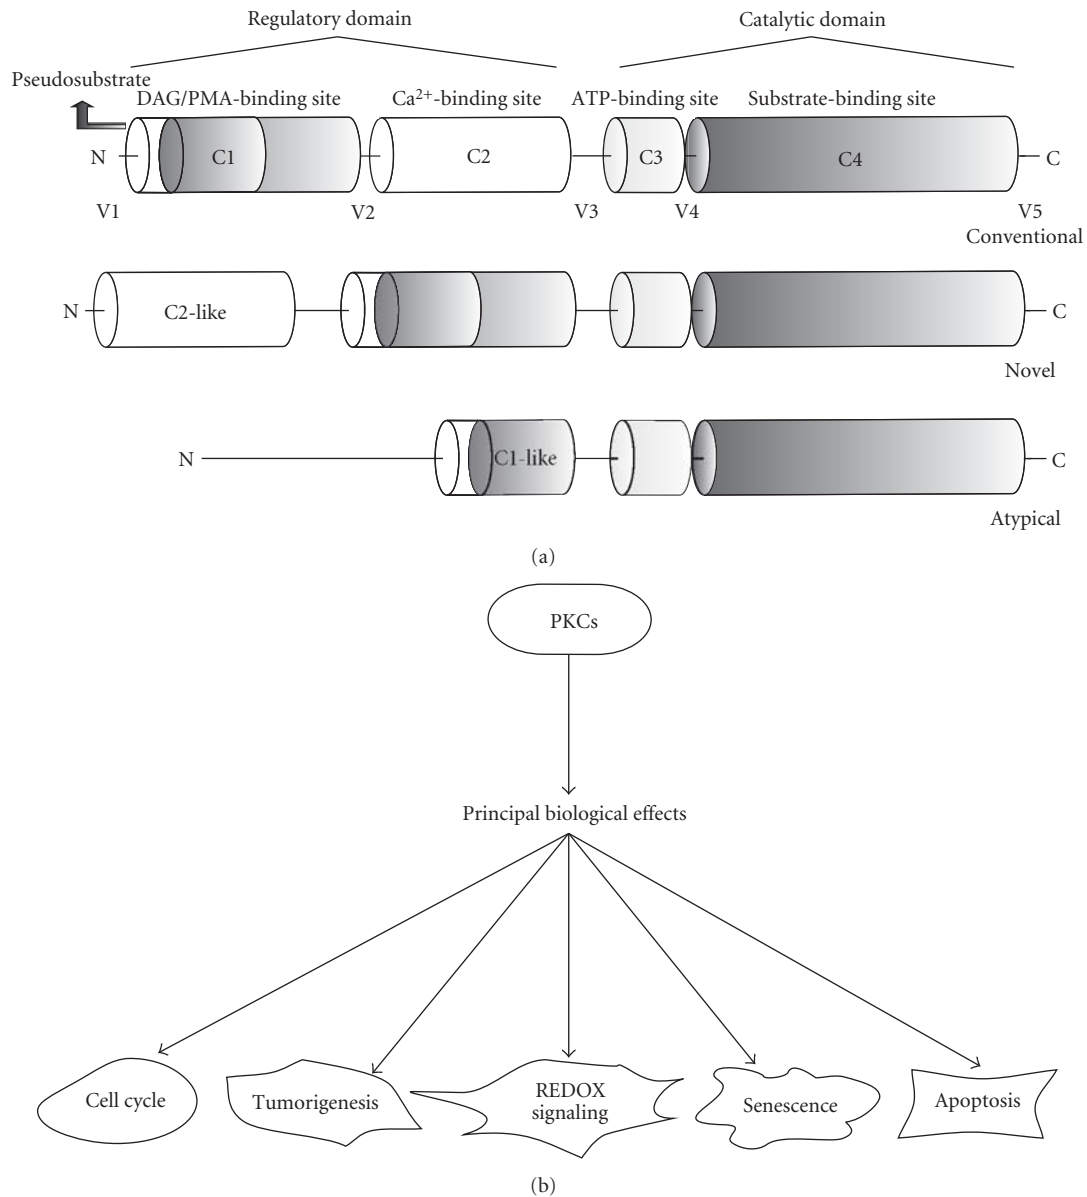 Regulatory domain
Catalytic domain
Pseudosubstrate
DAG/PMA-binding site
Ca²⁺-binding site
ATP-binding site
Substrate-binding site
N
C1
C2
C3
C4
C
V1
V2
V3
V4
V5
Conventional
N
C2-like
C
Novel
N
C1-like
C
Atypical
(a)
PKCs
Principal biological effects
Cell cycle
Tumorigenesis
REDOX
signaling
Senescence
Apoptosis
(b)